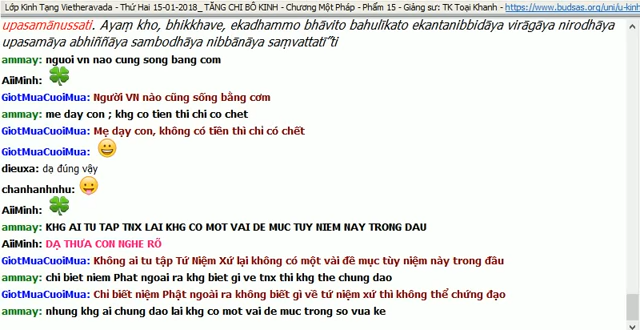 Lớp Kinh Tạng Vietheravada - Thứ Hai 15-01-2018_ TĂNG CHI BỘ KINH - Chương Một Pháp - Phẩm 15 - Giảng sư: TK Toại Khanh - https://www.budsas.org/uni/u-kinh
upasamānussati. Ayaṃ kho, bhikkhave, ekadhammo bhāvito bahulīkato ekantanibbidāya virāgāya nirodhāya
upasamāya abhiññāya sambodhāya nibbānāya saṃvattatī”ti
ammay: nguoi vn nao cung song bang com
AiiMinh:
GiotMuaCuoiMua: Người VN nào cũng sống bằng cơm
ammay: me day con ; khg co tien thi chi co chet
GiotMuaCuoiMua: Mẹ dạy con, không có tiền thì chỉ có chết
GiotMuaCuoiMua:
dieuxa: dạ đúng vậy
chanhanhnhu:
AiiMinh:
ammay: KHG AI TU TAP TNX LAI KHG CO MOT VAI DE MUC TUY NIEM NAY TRONG DAU
AiiMinh: DẠ THƯA CON NGHE RÕ
GiotMuaCuoiMua: Không ai tu tập Tứ Niệm Xứ lại không có một vài đề mục tùy niệm này trong đầu
ammay: chi biet niem Phat ngoai ra khg biet gi ve tnx thi khg the chung dao
GiotMuaCuoiMua: Chỉ biết niệm Phật ngoài ra không biết gì về tứ niệm xứ thì không thể chứng đạo
ammay: nhung khg ai chung dao lai khg co mot vai de muc trong so vua ke